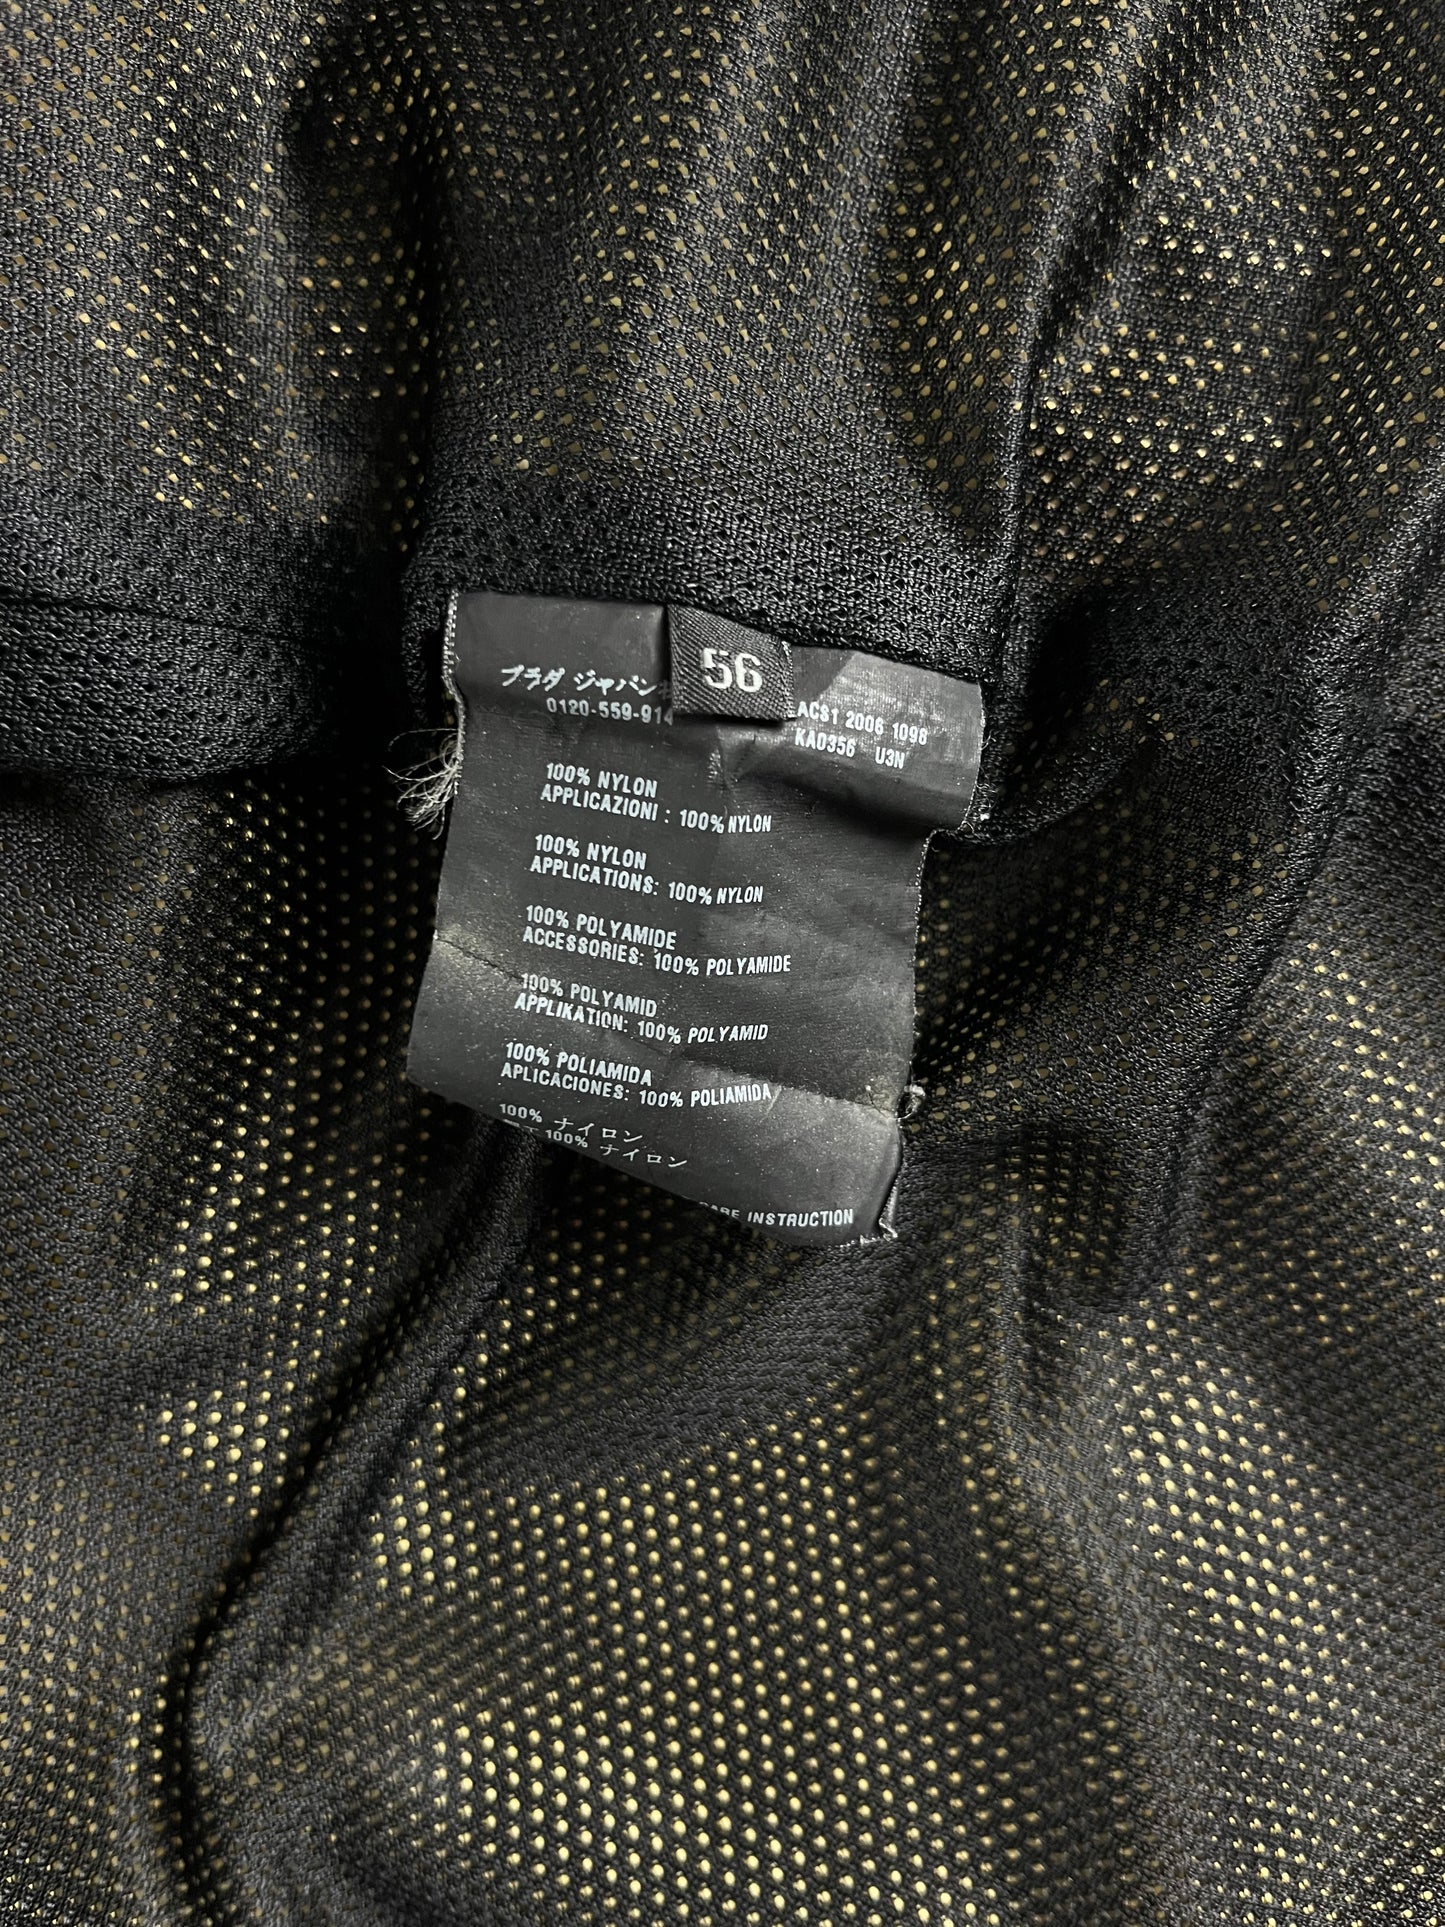 プラダ ジャパン
56
0120-559-914
ACS1 2006 1096
KA0356 U3N
100% NYLON
APPLICAZIONI : 100% NYLON
100% NYLON
APPLICATIONS: 100% NYLON
100% POLYAMIDE
ACCESSORIES: 100% POLYAMIDE
100% POLYAMID
APPLIKATION: 100% POLYAMID
100% POLIAMIDA
APLICACIONES: 100% POLIAMIDA
100% ナイロン
100% ナイロン
CARE INSTRUCTION